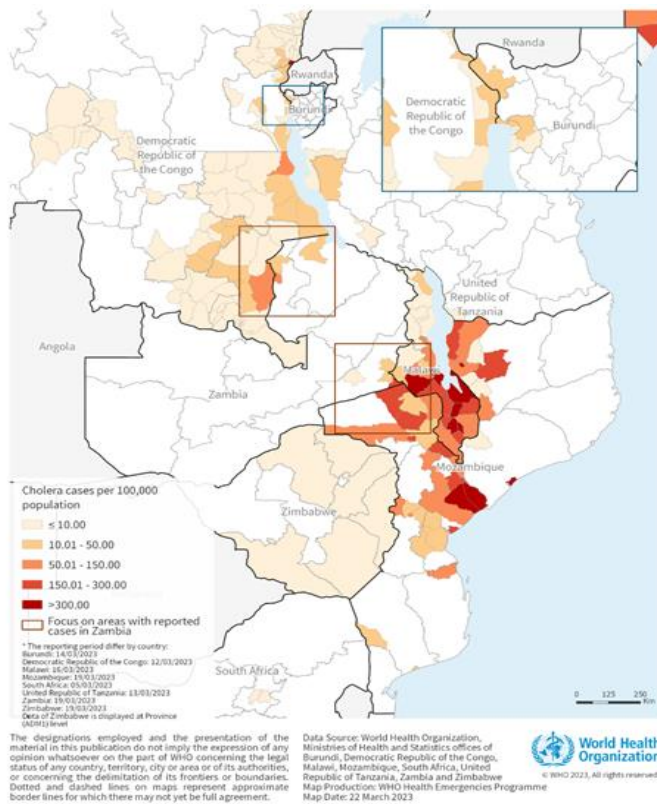 Rwanda
Burundi
Democratic
Republic of
the Congo
Rwanda
Democratic
Republic of
the Congo
Burundi
United
Republic of
Tanzania
Angola
Zambia
Malawi
Mozambique
Zimbabwe
South Africa
Cholera cases per 100,000
population
≤ 10.00
10.01 - 50.00
50.01 - 150.00
150.01 - 300.00
>300.00
Focus on areas with reported
cases in Zambia
* The reporting period differ by country:
Burundi: 14/03/2023
Democratic Republic of the Congo: 12/03/2023
Malawi: 16/03/2023
Mozambique: 19/03/2023
South Africa: 05/03/2023
United Republic of Tanzania: 13/03/2023
Zambia: 19/03/2023
Zimbabwe: 19/03/2023
Data of Zimbabwe is displayed at Province
(ADM1) level
0 125 250
Km
The designations employed and the presentation of the
material in this publication do not imply the expression of any
opinion whatsoever on the part of WHO concerning the legal
status of any country, territory, city or area of its authorities,
or concerning the delimitation of its frontiers or boundaries.
Dotted and dashed lines on maps represent approximate
border lines for which there may not yet be full agreement.
Data Source: World Health Organization,
Ministries of Health and Statistics offices of
Burundi, Democratic Republic of the Congo,
Malawi, Mozambique, South Africa, United
Republic of Tanzania, Zambia and Zimbabwe
Map Production: WHO Health Emergencies Programme
Map Date: 22 March 2023
World Health
Organization
© WHO 2023, All rights reserved.